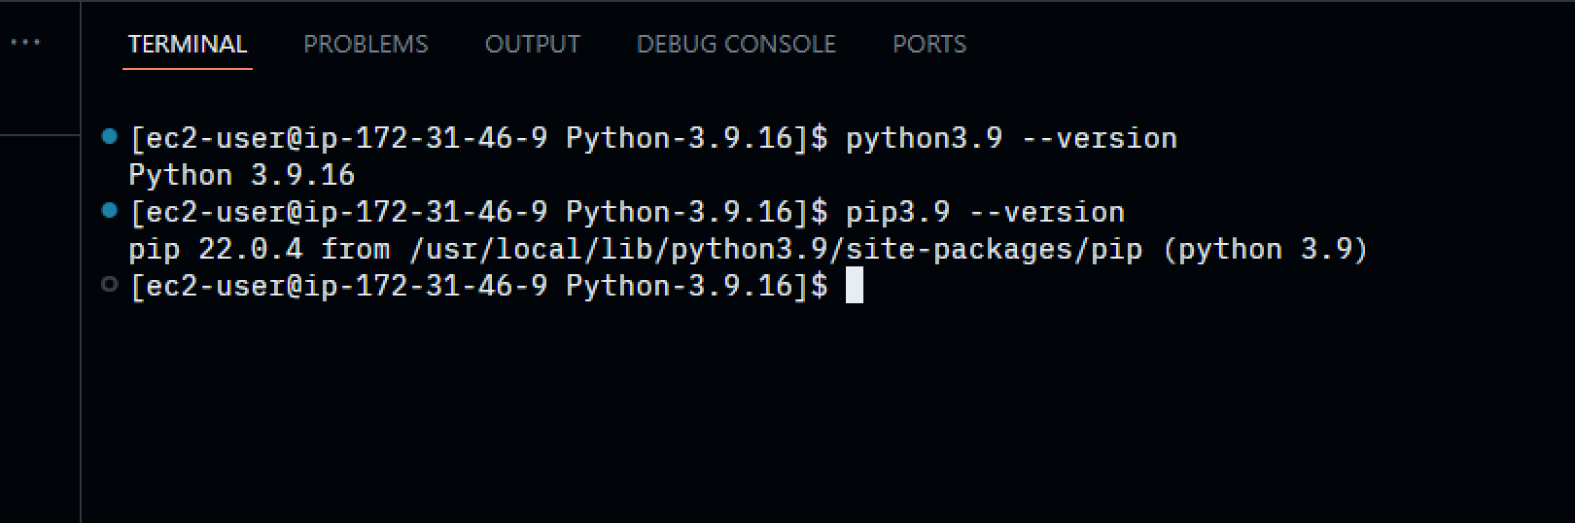 ...
TERMINAL PROBLEMS OUTPUT DEBUG CONSOLE PORTS
[ec2-user@ip-172-31-46-9 Python-3.9.16]$ python3.9 --version
Python 3.9.16
[ec2-user@ip-172-31-46-9 Python-3.9.16]$ pip3.9 --version
pip 22.0.4 from /usr/local/lib/python3.9/site-packages/pip (python 3.9)
[ec2-user@ip-172-31-46-9 Python-3.9.16]$